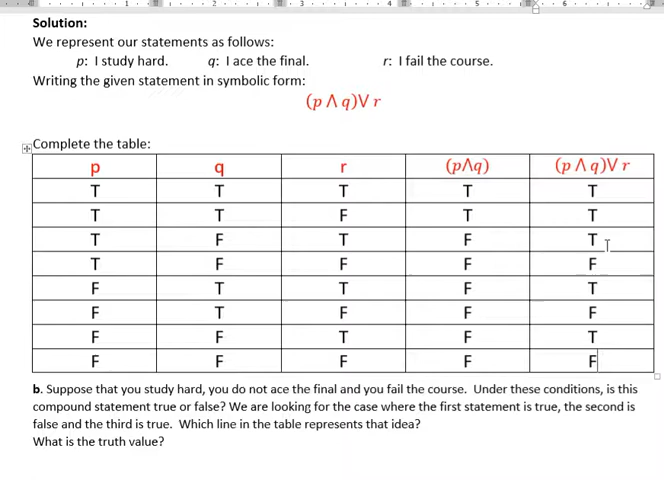 Solution:
We represent our statements as follows:
p: I study hard. q: I ace the final. r: I fail the course.
Writing the given statement in symbolic form:
(p ∧ q)∨ r
Complete the table:
p q r (p∧q) (p ∧ q)∨ r
T T T T T
T T F T T
T F T F T
T F F F F
F T T F T
F T F F F
F F T F T
F F F F F
b. Suppose that you study hard, you do not ace the final and you fail the course. Under these conditions, is this
compound statement true or false? We are looking for the case where the first statement is true, the second is
false and the third is true. Which line in the table represents that idea?
What is the truth value?